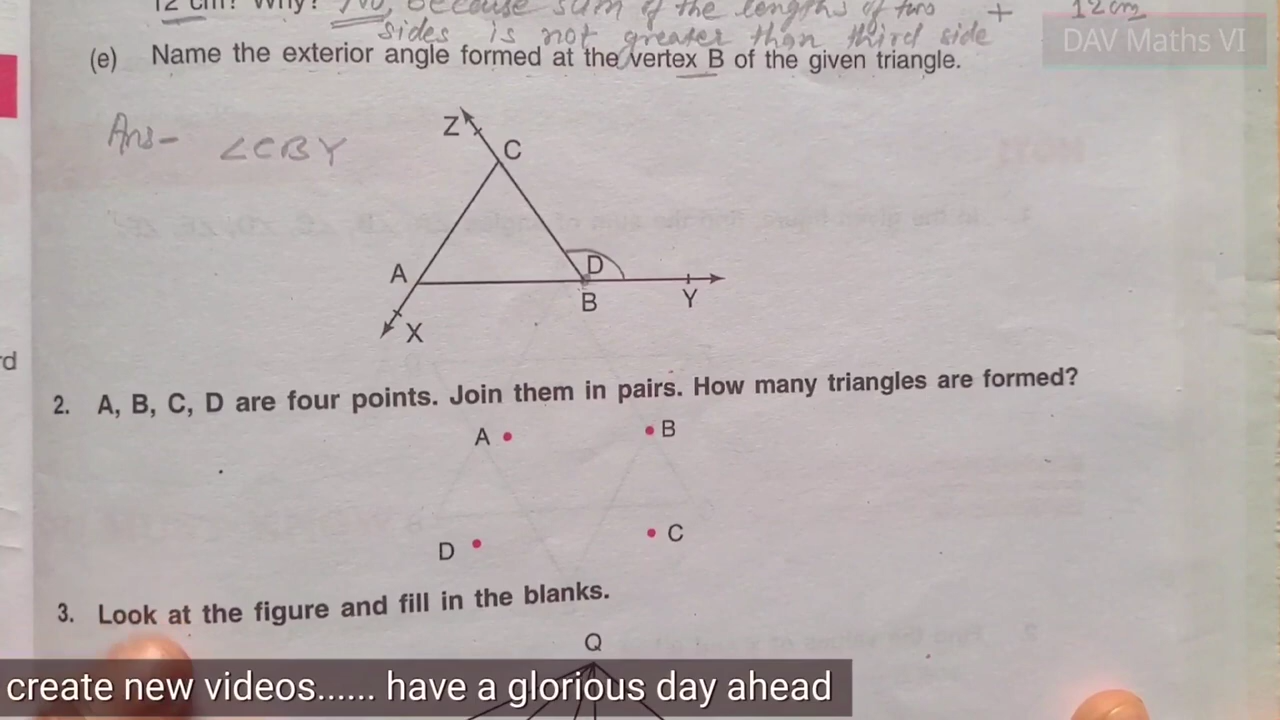 12 cm? Why? No, because sum of the lengths of two + 12cm
sides is not greater than third side
DAV Maths VI
(e) Name the exterior angle formed at the vertex B of the given triangle.
Ans- ∠CBY
Z
C
A
D
B
Y
X
rd
2. A, B, C, D are four points. Join them in pairs. How many triangles are formed?
A B
D C
3. Look at the figure and fill in the blanks.
Q
create new videos...... have a glorious day ahead